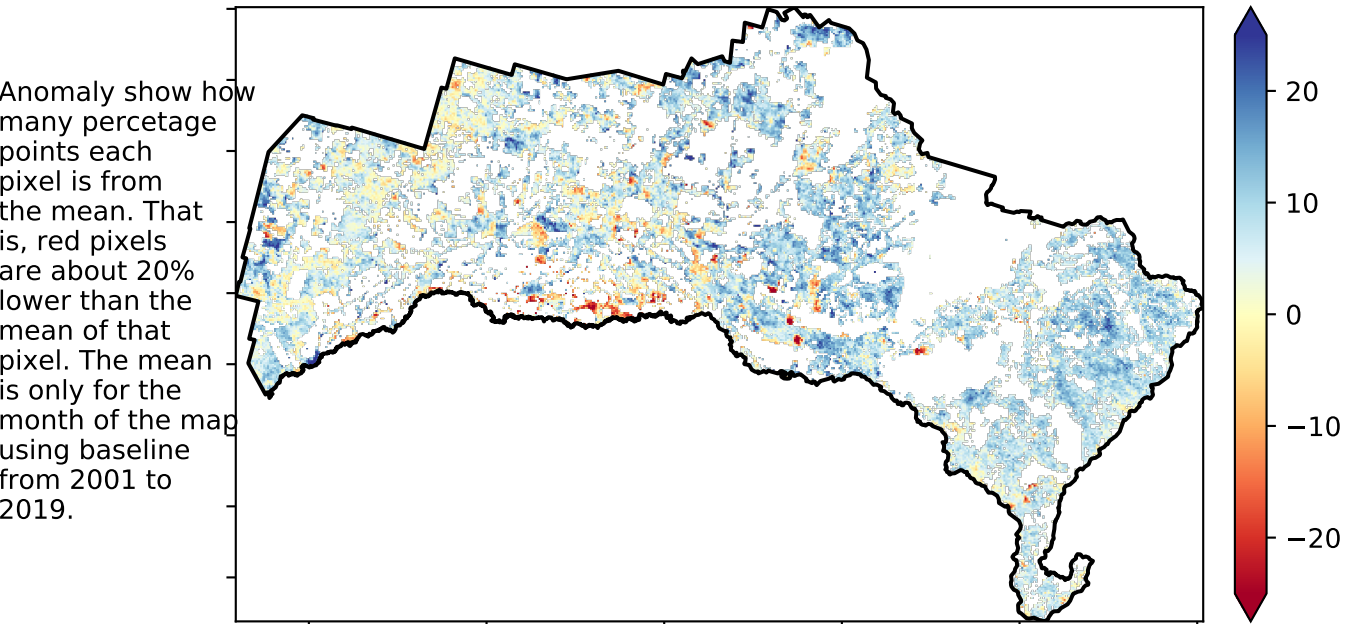 Anomaly show how
many percetage
points each
pixel is from
the mean. That
is, red pixels
are about 20%
lower than the
mean of that
pixel. The mean
is only for the
month of the map
using baseline
from 2001 to
2019.
20
10
0
−10
−20